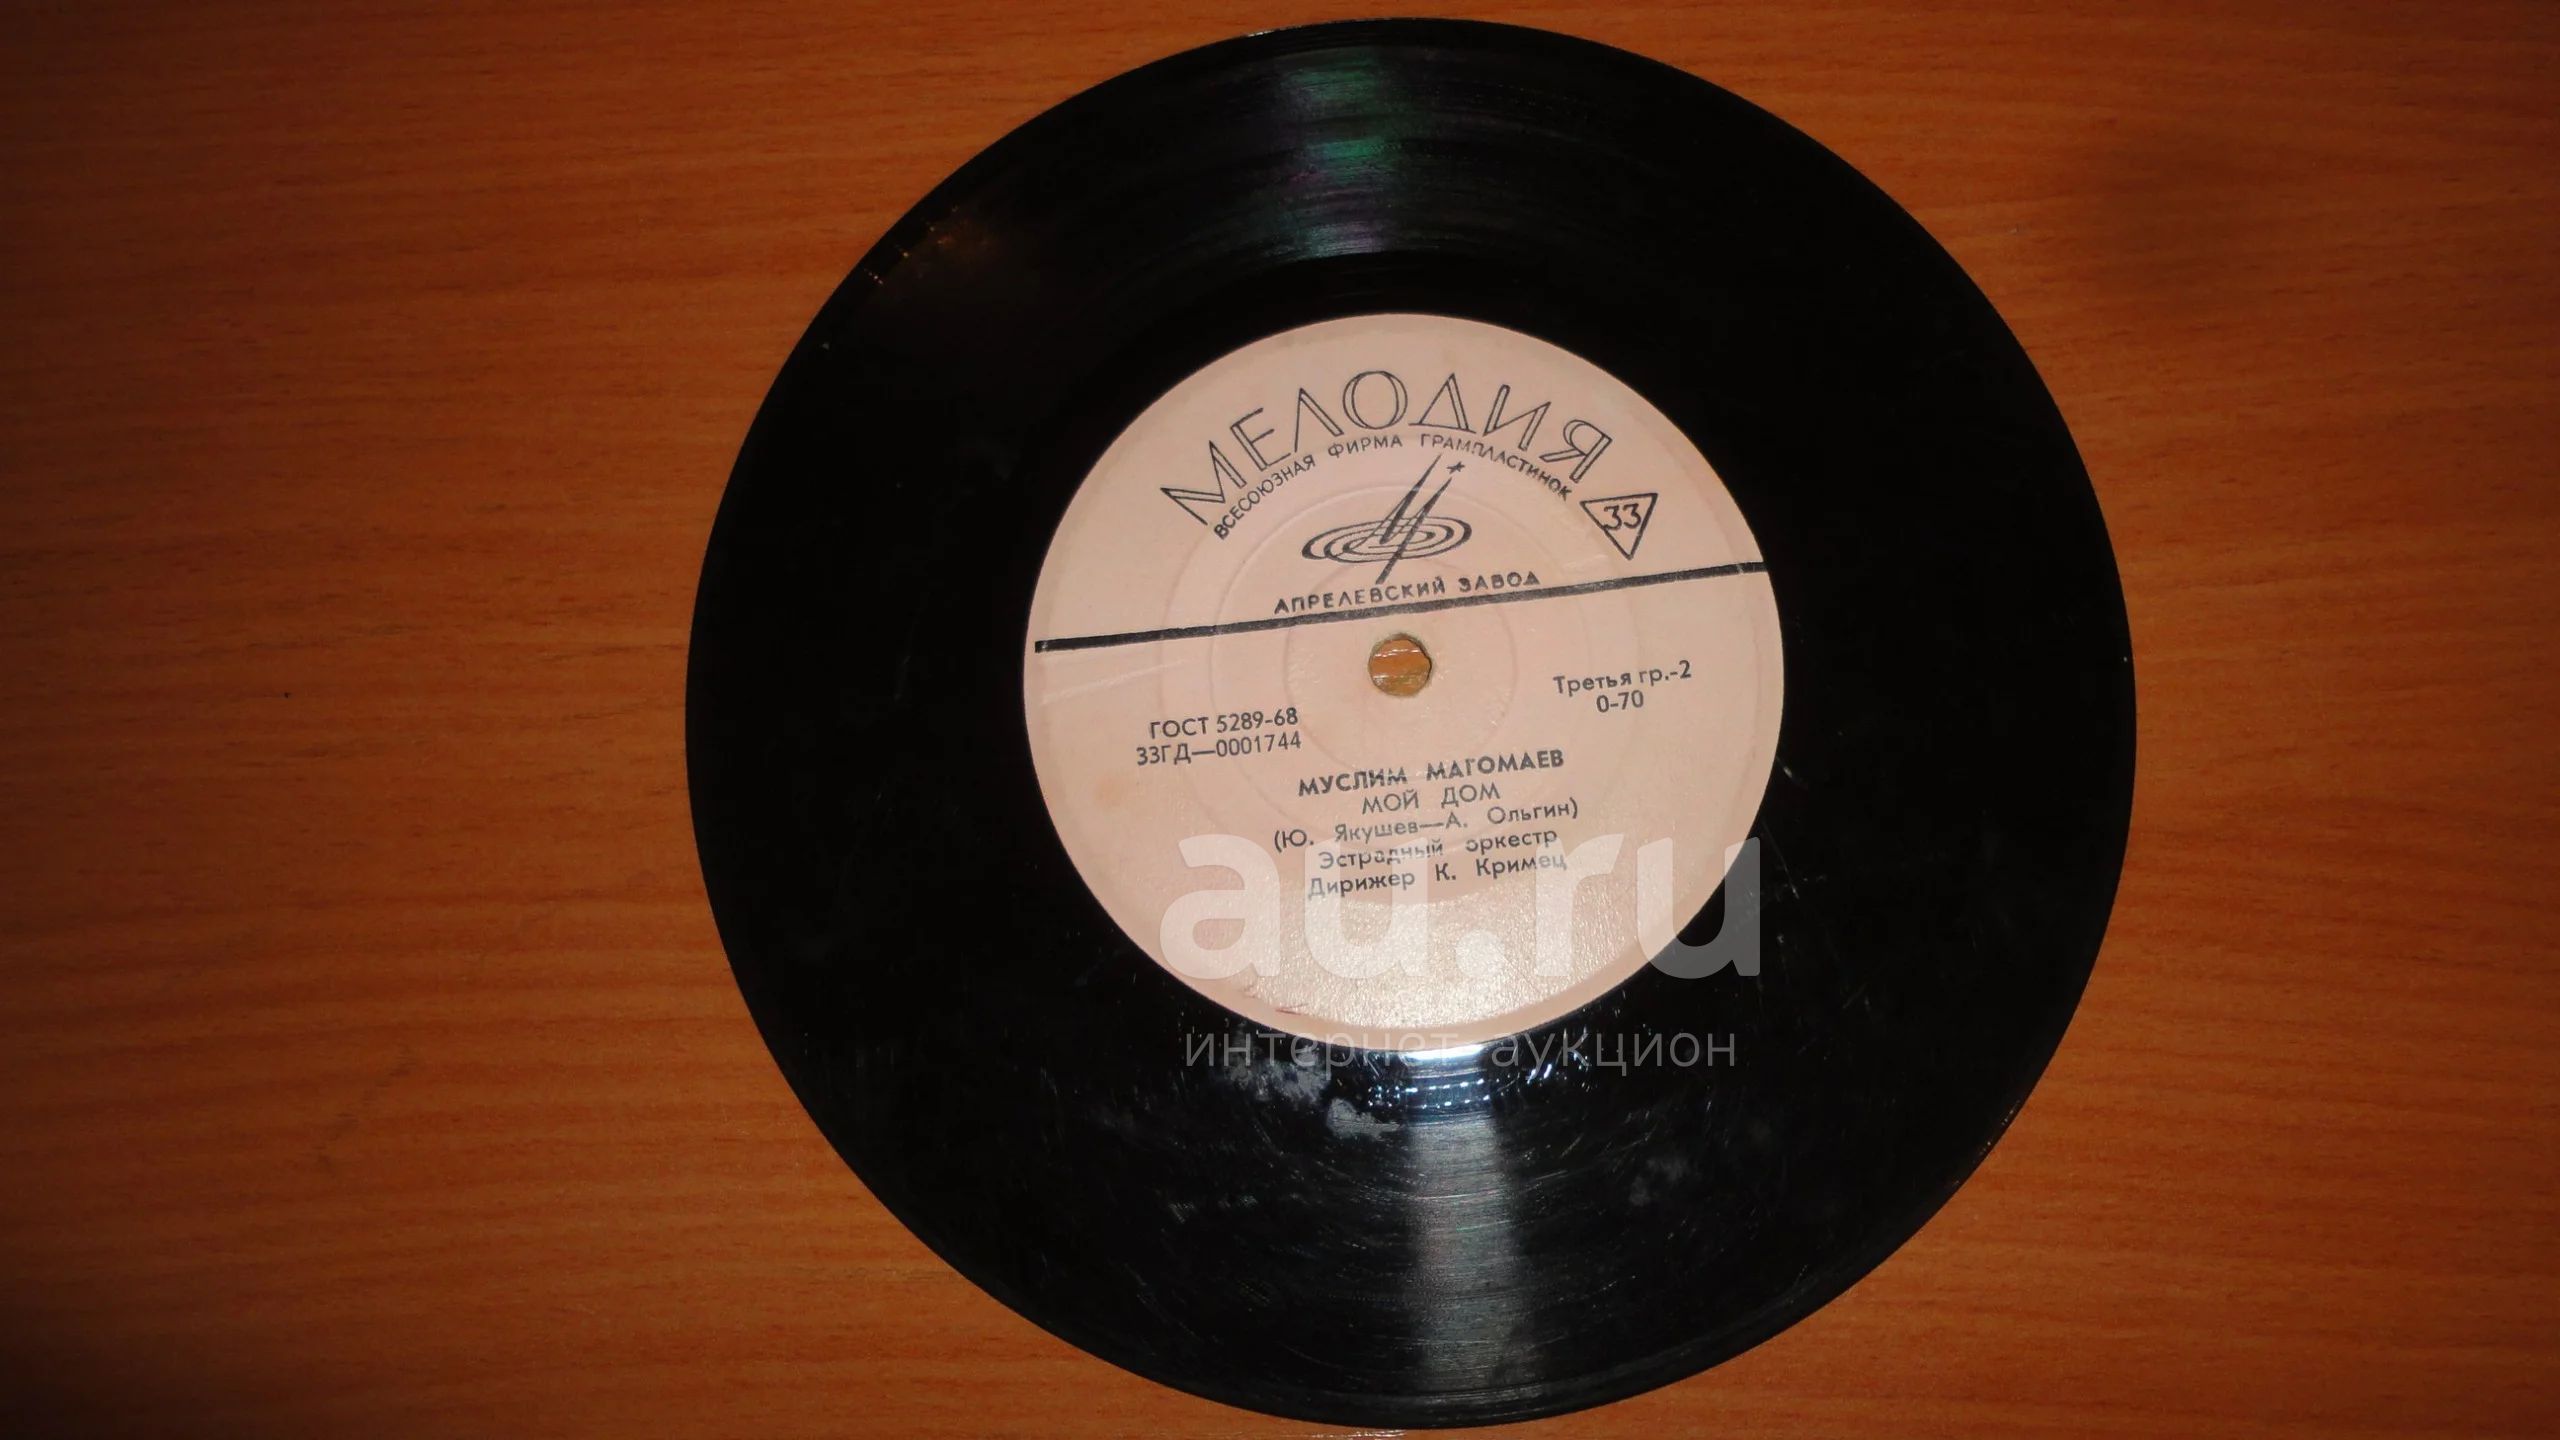 МЕЛОДИЯ
ВСЕСОЮЗНАЯ ФИРМА ГРАМПЛАСТИНОК
33
АПРЕЛЕВСКИЙ ЗАВОД
Третья гр.-2
0-70
ГОСТ 5289-68
33ГД—0001744
МУСЛИМ МАГОМАЕВ
МОЙ ДОМ
(Ю. Якушев—А. Ольгин)
Эстрадный оркестр
Дирижер К. Кримец
au.ru
интернет аукцион